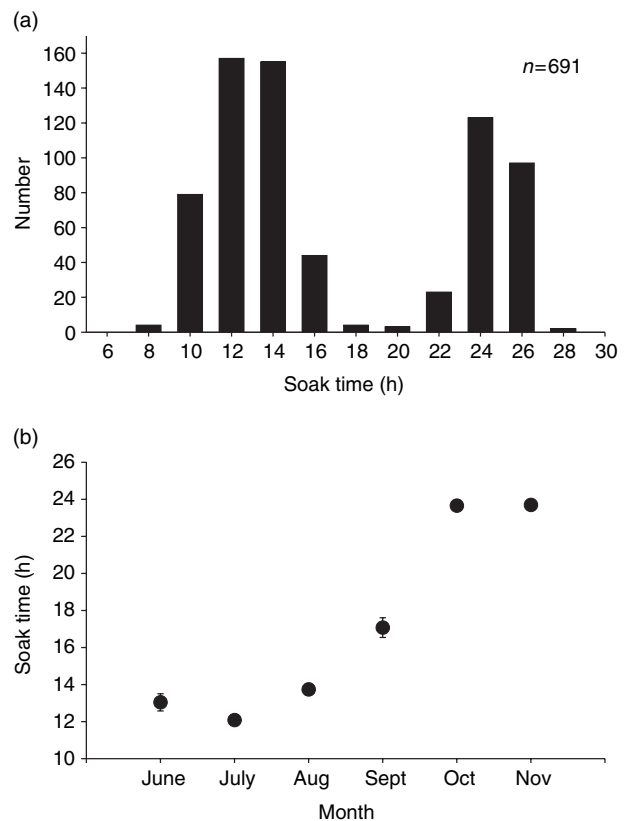 (a)
160
140
120
100
80
60
40
20
0
Number
n=691
6 8 10 12 14 16 18 20 22 24 26 28 30
Soak time (h)
(b)
26
24
22
20
18
16
14
12
10
Soak time (h)
June July Aug Sept Oct Nov
Month